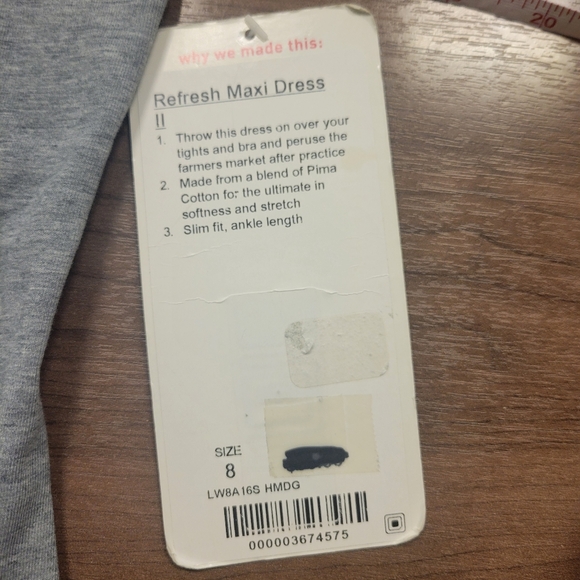 why we made this:
Refresh Maxi Dress
II
1. Throw this dress on over your
tights and bra and peruse the
farmers market after practice
2. Made from a blend of Pima
Cotton for the ultimate in
softness and stretch
3. Slim fit, ankle length
SIZE
8
LW8A16S HMDG
000003674575
20